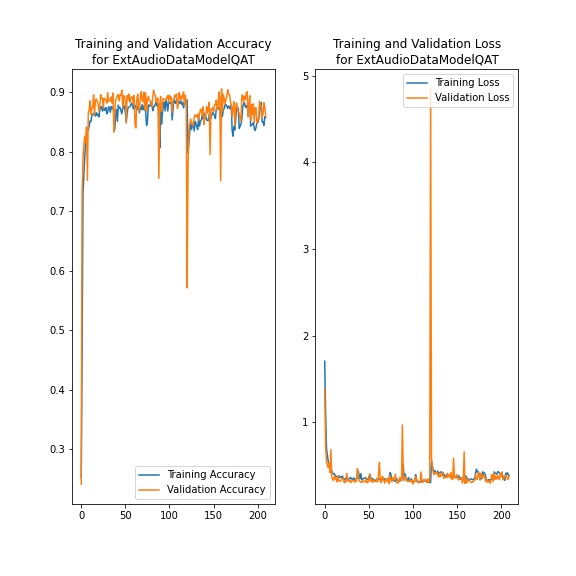 Training and Validation Accuracy
for ExtAudioDataModelQAT
0.9
0.8
0.7
0.6
0.5
0.4
0.3
0
50
100
150
200
Training Accuracy
Validation Accuracy
Training and Validation Loss
for ExtAudioDataModelQAT
5
4
3
2
1
0
50
100
150
200
Training Loss
Validation Loss